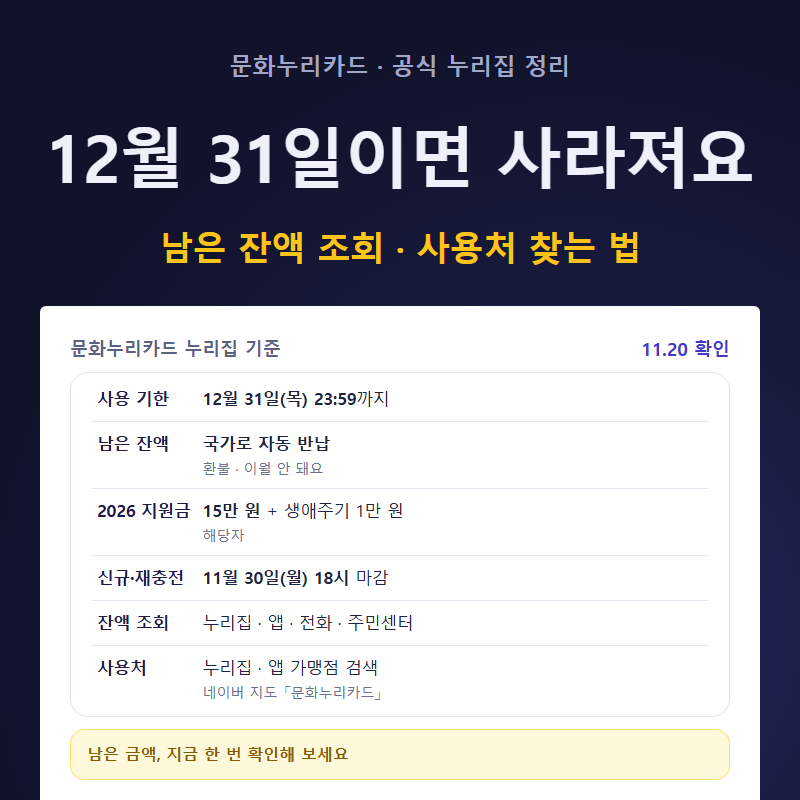 문화누리카드 · 공식 누리집 정리
12월 31일이면 사라져요
남은 잔액 조회 · 사용처 찾는 법
문화누리카드 누리집 기준 11.20 확인
사용 기한 12월 31일(목) 23:59까지
남은 잔액 국가로 자동 반납
환불 · 이월 안 돼요
2026 지원금 15만 원 + 생애주기 1만 원
해당자
신규·재충전 11월 30일(월) 18시 마감
잔액 조회 누리집 · 앱 · 전화 · 주민센터
사용처 누리집 · 앱 가맹점 검색
네이버 지도 「문화누리카드」
남은 금액, 지금 한 번 확인해 보세요